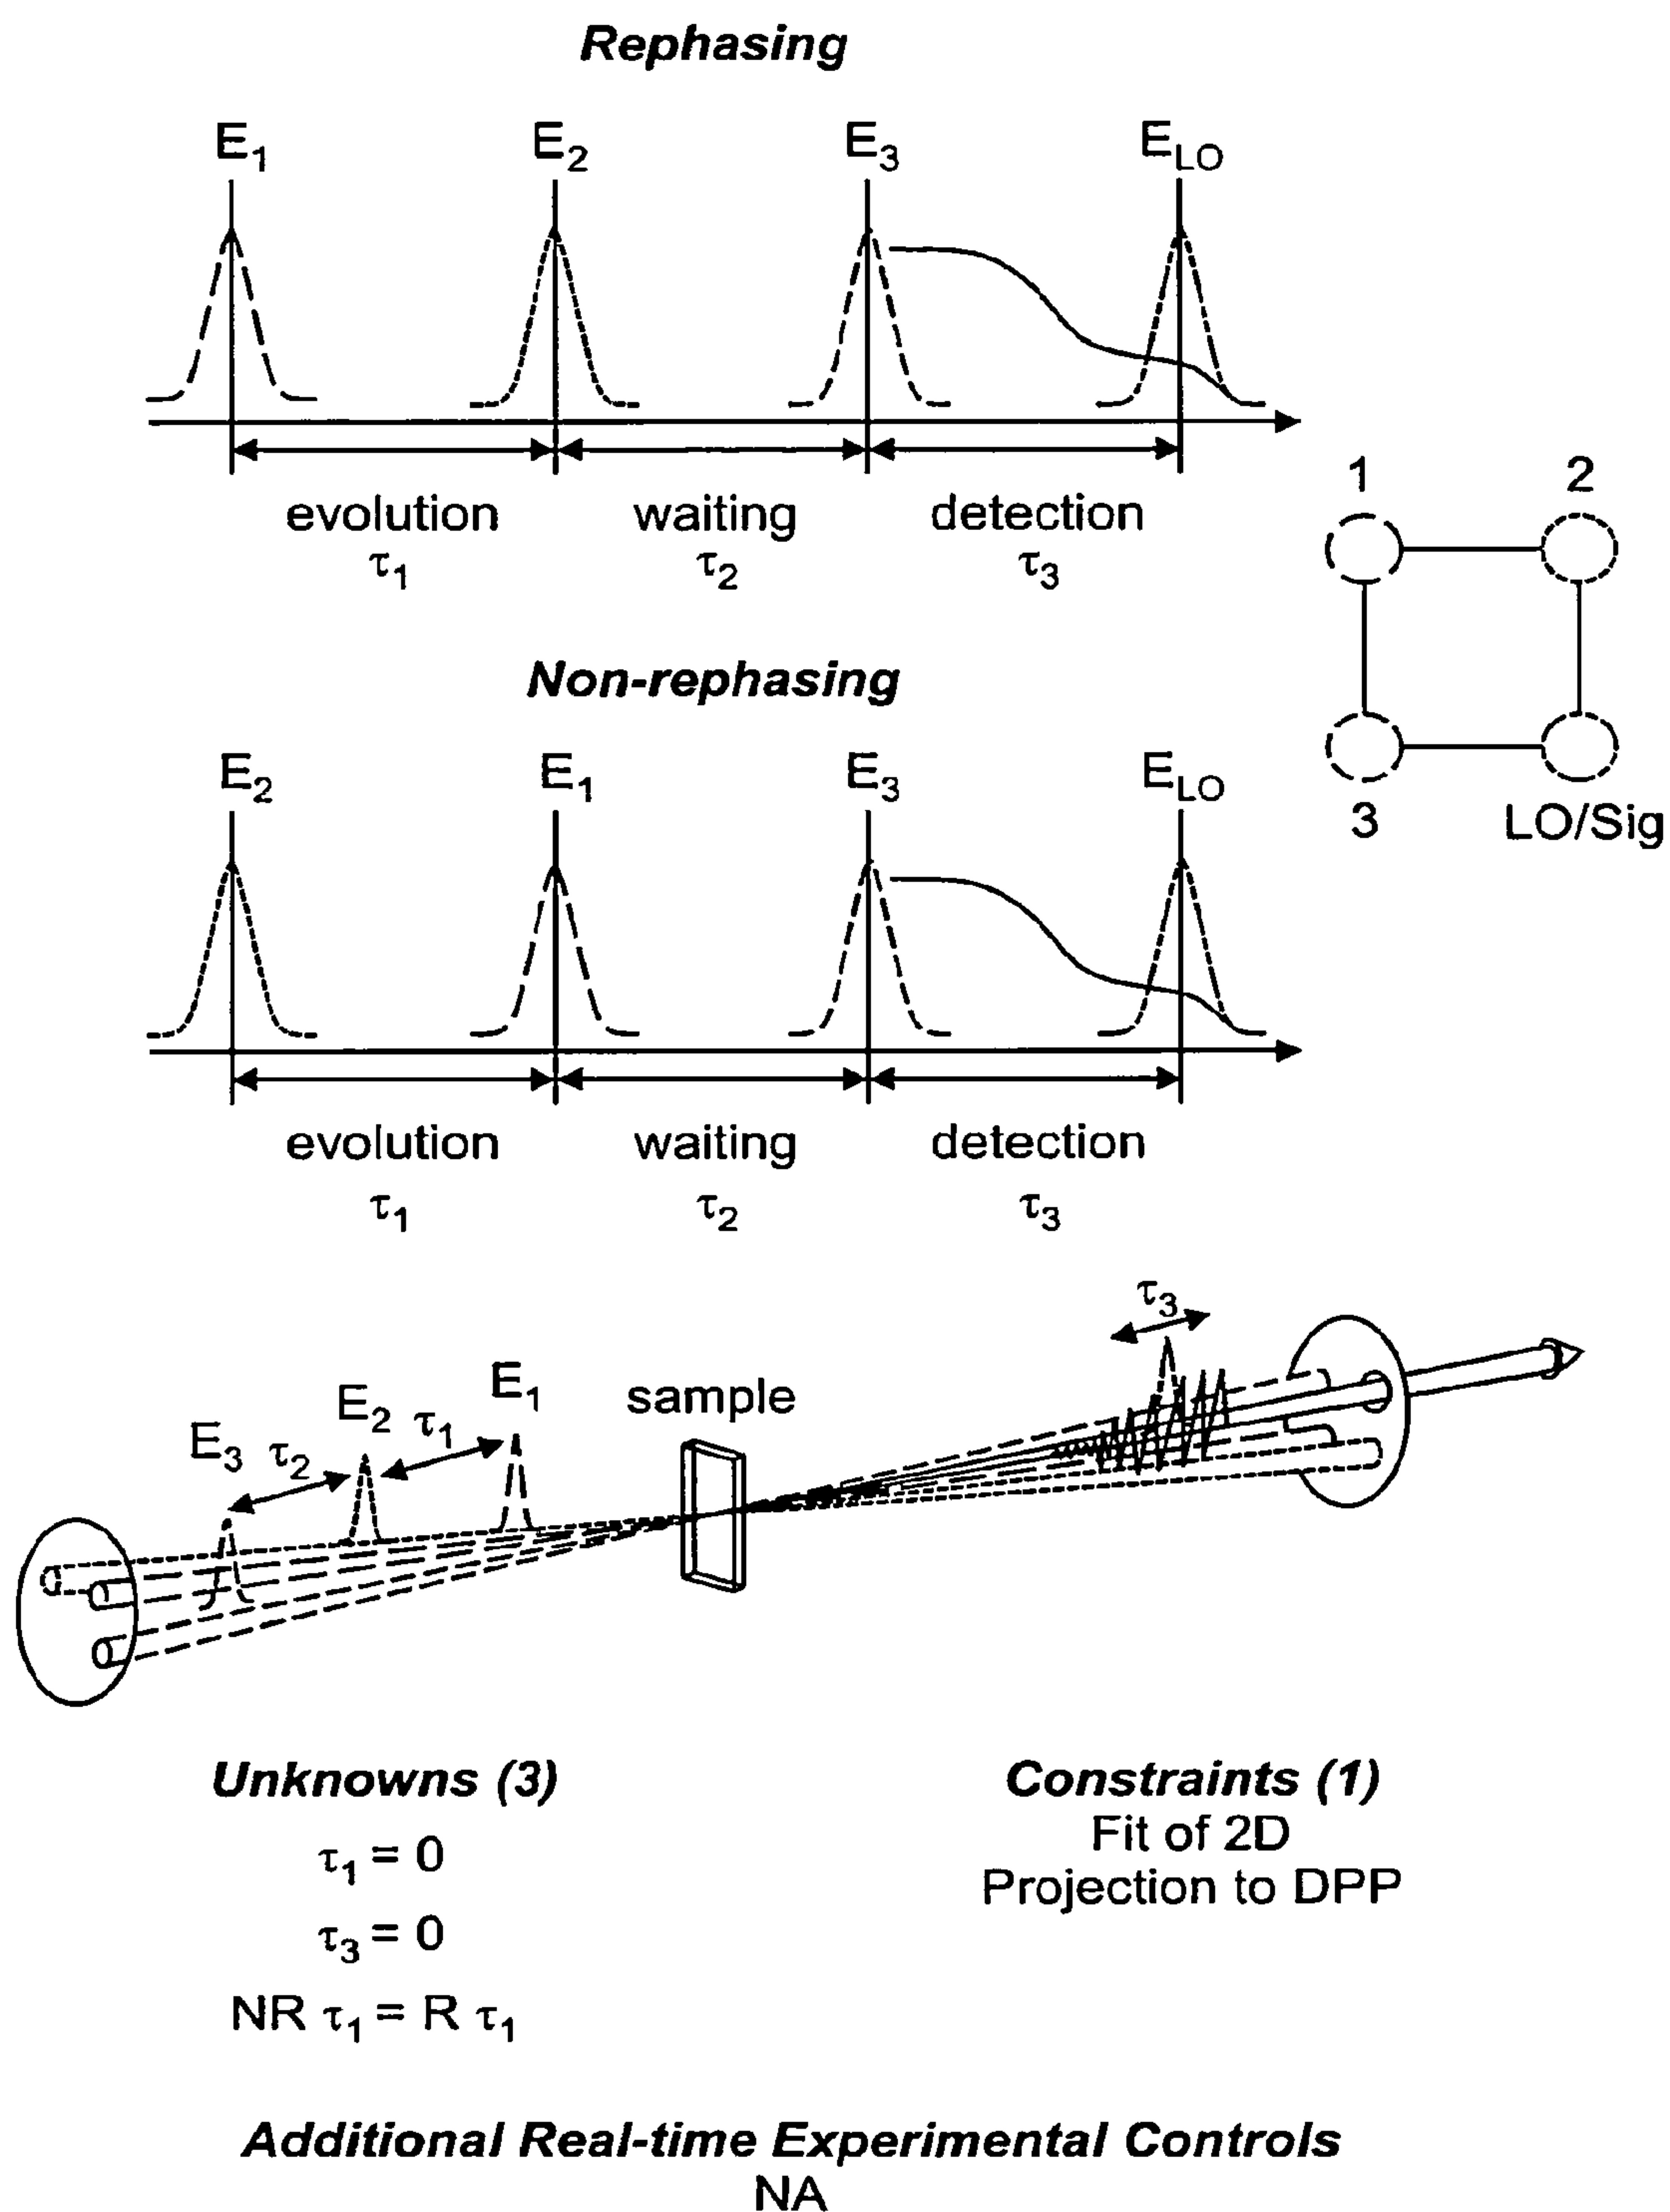 Rephasing
E₁ E₂ E₃ E_LO
evolution waiting detection
τ₁ τ₂ τ₃
1 2
3 LO/Sig
Non-rephasing
E₂ E₁ E₃ E_LO
evolution waiting detection
τ₁ τ₂ τ₃
τ₃
E₃ τ₂ E₂ τ₁ E₁ sample
Unknowns (3)
τ₁ = 0
τ₃ = 0
NR τ₁ = R τ₁
Constraints (1)
Fit of 2D
Projection to DPP
Additional Real-time Experimental Controls
NA